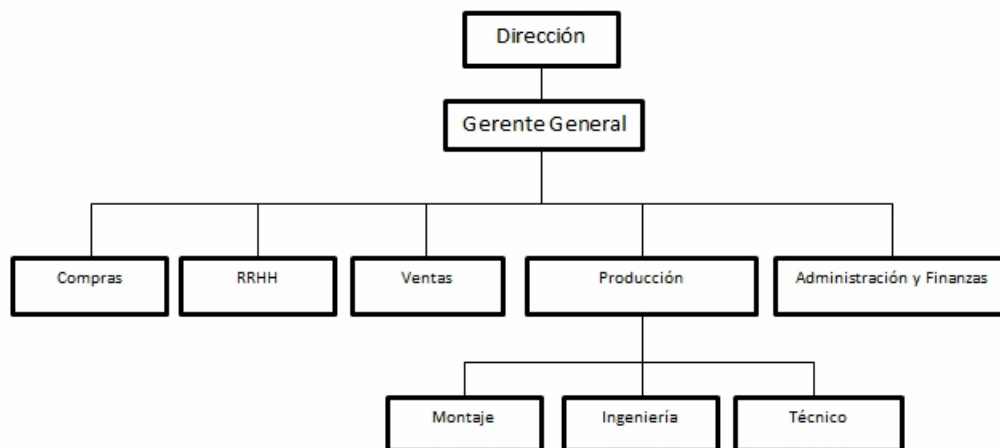 Dirección
Gerente General
Compras
RRHH
Ventas
Producción
Administración y Finanzas
Montaje
Ingeniería
Técnico